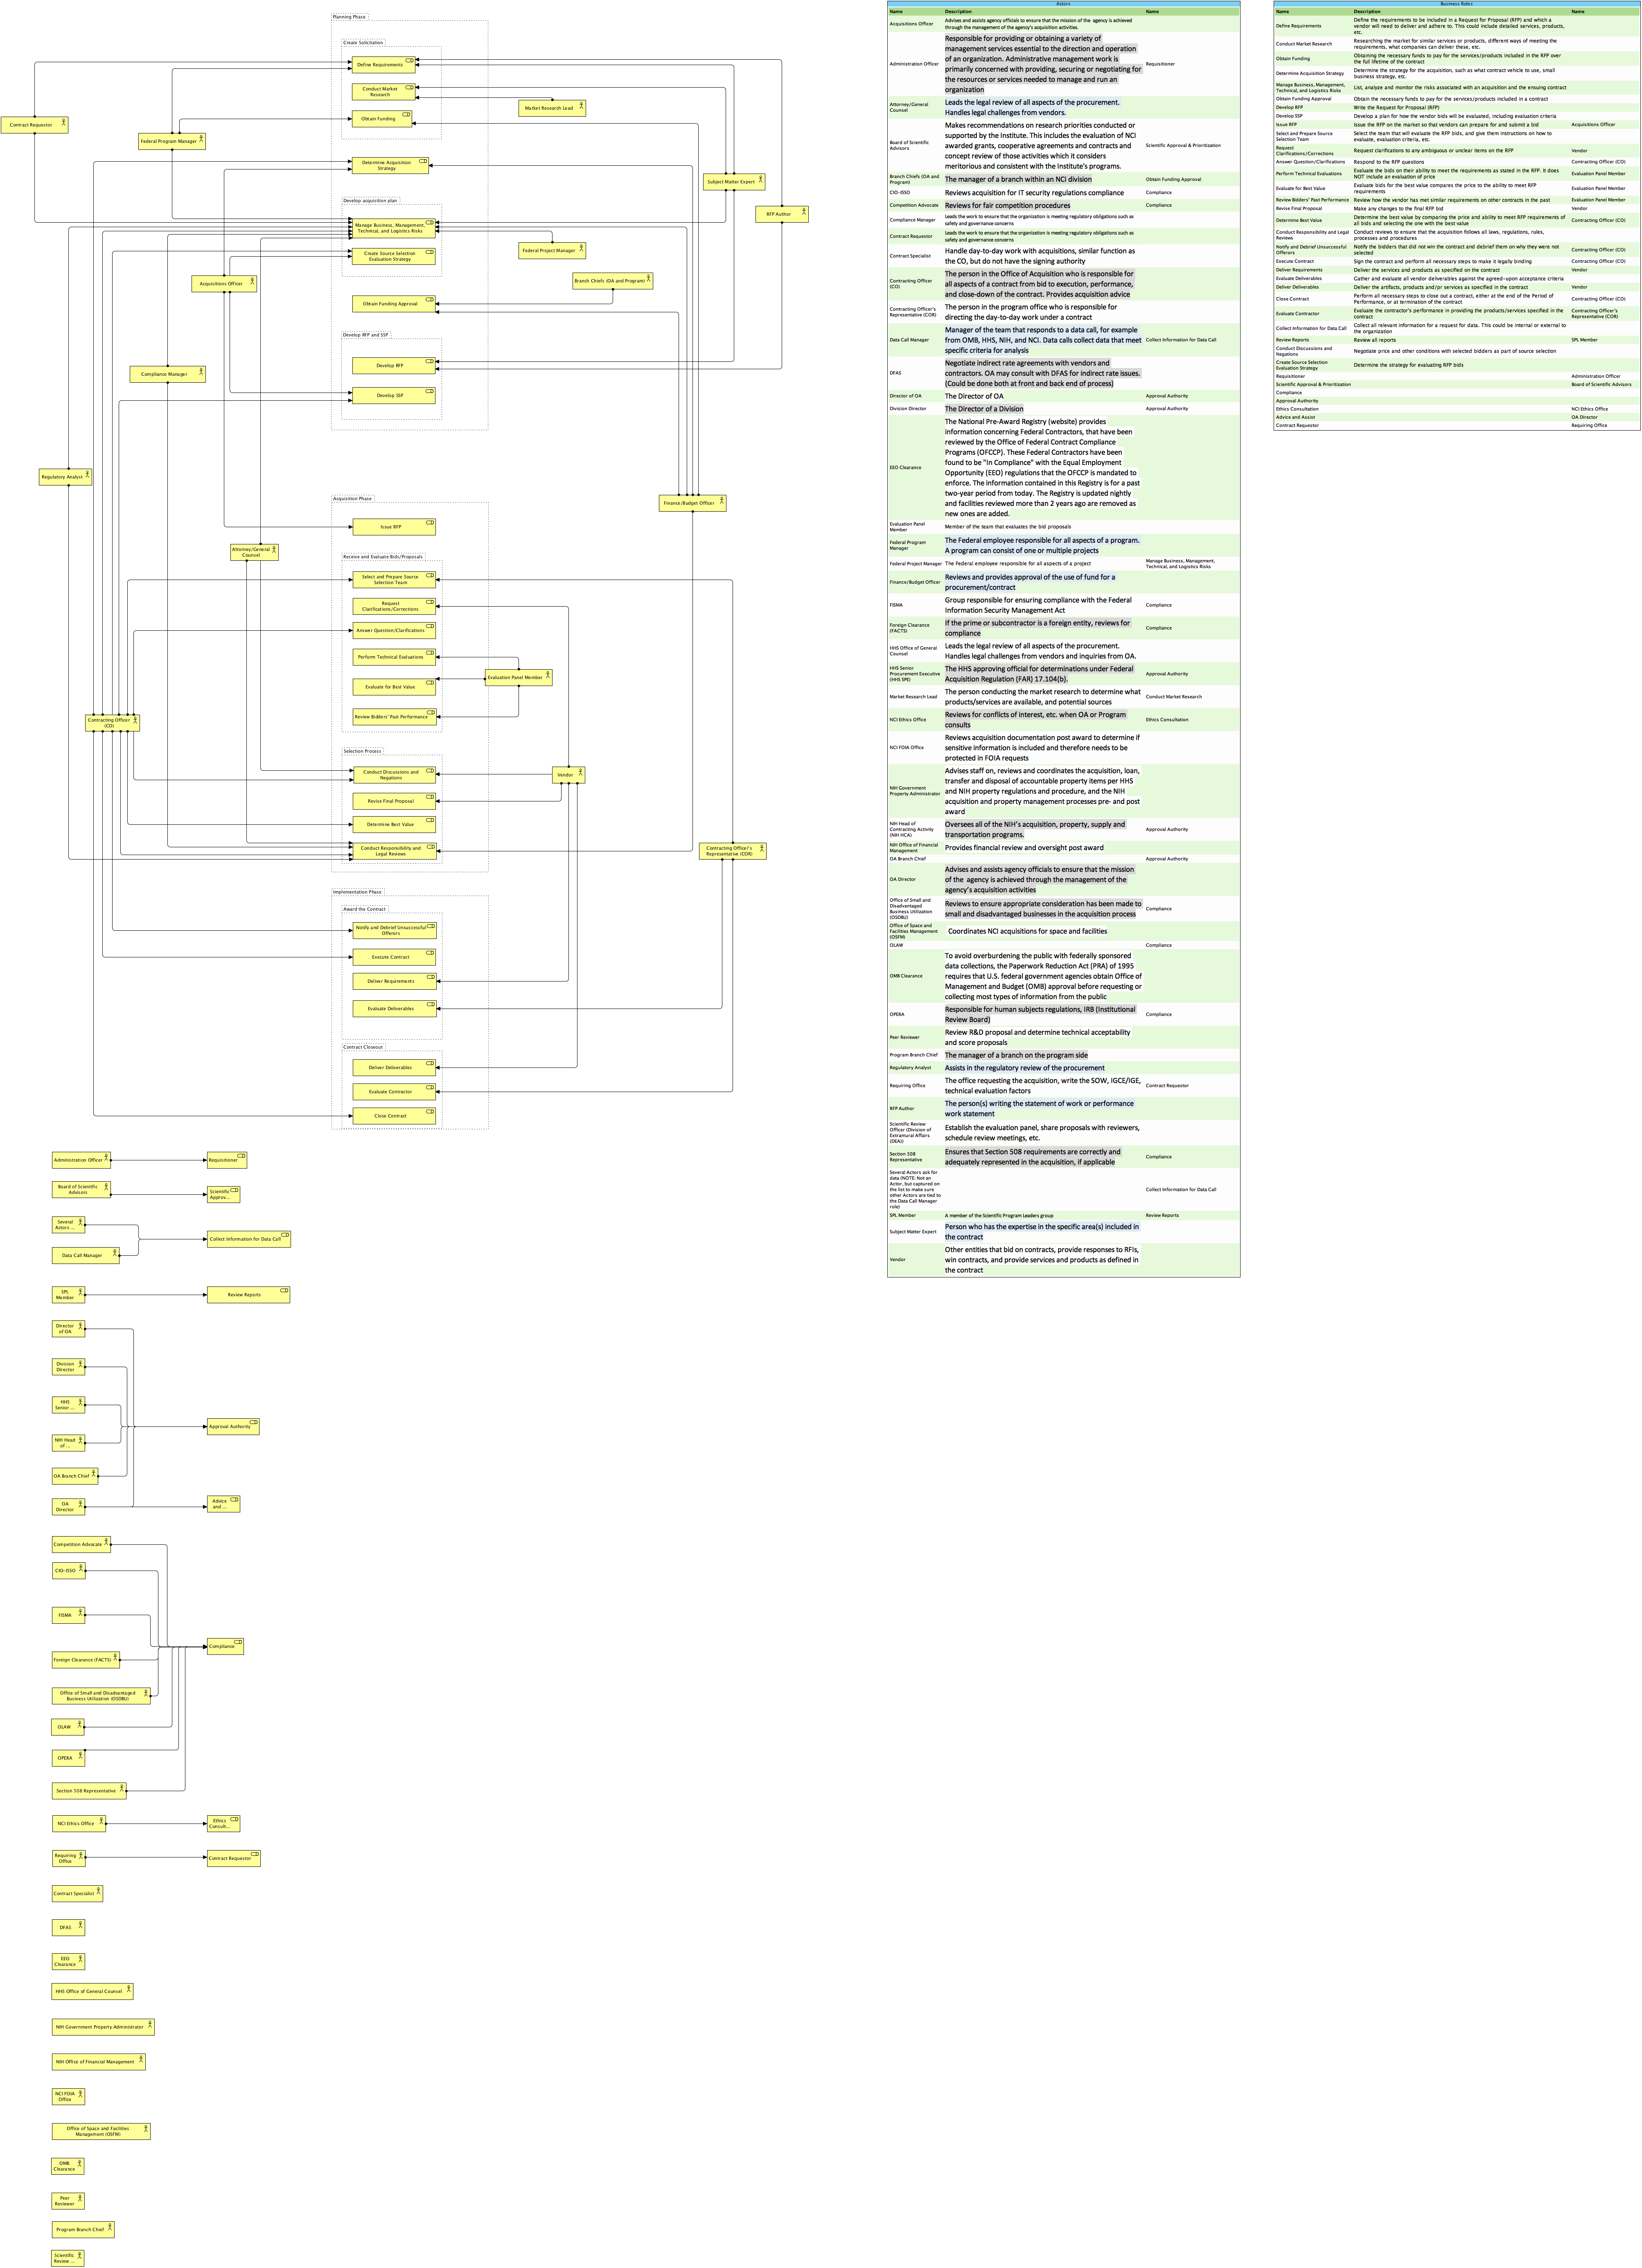 Planning Phase
Create Solicitation
Define Requirements
Conduct Market
Research
Market Research Lead
Obtain Funding
Contract Requestor
Federal Program Manager
Determine Acquisition
Strategy
Subject Matter Expert
Develop acquisition plan
RFP Author
Manage Business, Management,
Technical, and Logistics Risks
Federal Project Manager
Create Source Selection
Evaluation Strategy
Acquisitions Officer
Branch Chiefs (OA and Program)
Obtain Funding Approval
Develop RFP and SSP
Develop RFP
Compliance Manager
Develop SSP
Regulatory Analyst
Acquisition Phase
Finance/Budget Officer
Issue RFP
Attorney/General
Counsel
Receive and Evaluate Bids/Proposals
Select and Prepare Source
Selection Team
Request
Clarifications/Corrections
Answer Question/Clarifications
Perform Technical Evaluations
Evaluation Panel Member
Evaluate for Best Value
Review Bidders' Past Performance
Contracting Officer
(CO)
Selection Process
Conduct Discussions and
Negations
Vendor
Revise Final Proposal
Determine Best Value
Conduct Responsibility and
Legal Reviews
Contracting Officer's
Representative (COR)
Implementation Phase
Award the Contract
Notify and Debrief Unsuccessful
Offerors
Execute Contract
Deliver Requirements
Evaluate Deliverables
Contract Closeout
Deliver Deliverables
Evaluate Contractor
Close Contract
Administration Officer
Requisitioner
Board of Scientific
Advisors
Scientific
Approv...
Several
Actors ...
Collect Information for Data Call
Data Call Manager
SPL
Member
Review Reports
Director
of OA
Division
Director
HHS
Senior ...
Approval Authority
NIH Head
of ...
OA Branch Chief
OA
Director
Advice
and ...
Competition Advocate
CIO-ISSO
FISMA
Compliance
Foreign Clearance (FACTS)
Office of Small and Disadvantaged
Business Utilization (OSDBU)
OLAW
OPERA
Section 508 Representative
NCI Ethics Office
Ethics
Consult...
Requiring
Office
Contract Requestor
Contract Specialist
DFAS
EEO
Clearance
HHS Office of General Counsel
NIH Government Property Administrator
NIH Office of Financial Management
NCI FOIA
Office
Office of Space and Facilities
Management (OSFM)
OMB
Clearance
Peer
Reviewer
Program Branch Chief
Scientific
Review ...
Actors
Name Description Name
Acquisitions Officer
Advises and assists agency officials to ensure that the mission of the agency is achieved
through the management of the agency's acquisition activities.
Administration Officer
Responsible for providing or obtaining a variety of
management services essential to the direction and operation
of an organization. Administrative management work is
primarily concerned with providing, securing or negotiating for
the resources or services needed to manage and run an
organization
Requisitioner
Attorney/General
Counsel
Leads the legal review of all aspects of the procurement.
Handles legal challenges from vendors.
Board of Scientific
Advisors
Makes recommendations on research priorities conducted or
supported by the Institute. This includes the evaluation of NCI
awarded grants, cooperative agreements and contracts and
concept review of those activities which it considers
meritorious and consistent with the Institute's programs.
Scientific Approval & Prioritization
Branch Chiefs (OA and
Program)
The manager of a branch within an NCI division
Obtain Funding Approval
CIO-ISSO Reviews acquisition for IT security regulations compliance Compliance
Competition Advocate Reviews for fair competition procedures Compliance
Compliance Manager
Leads the work to ensure that the organization is meeting regulatory obligations such as
safety and governance concerns
Contract Requestor
Leads the work to ensure that the organization is meeting regulatory obligations such as
safety and governance concerns
Contract Specialist
Handle day-to-day work with acquisitions, similar function as
the CO, but do not have the signing authority
Contracting Officer
(CO)
The person in the Office of Acquisition who is responsible for
all aspects of a contract from bid to execution, performance,
and close-down of the contract. Provides acquisition advice
Contracting Officer's
Representative (COR)
The person in the program office who is responsible for
directing the day-to-day work under a contract
Data Call Manager
Manager of the team that responds to a data call, for example
from OMB, HHS, NIH, and NCI. Data calls collect data that meet
specific criteria for analysis
Collect Information for Data Call
DFAS
Negotiate indirect rate agreements with vendors and
contractors. OA may consult with DFAS for indirect rate issues.
(Could be done both at front and back end of process)
Director of OA The Director of OA Approval Authority
Division Director The Director of a Division Approval Authority
EEO Clearance
The National Pre-Award Registry (website) provides
information concerning Federal Contractors, that have been
reviewed by the Office of Federal Contract Compliance
Programs (OFCCP). These Federal Contractors have been
found to be "In Compliance" with the Equal Employment
Opportunity (EEO) regulations that the OFCCP is mandated to
enforce. The information contained in this Registry is for a past
two-year period from today. The Registry is updated nightly
and facilities reviewed more than 2 years ago are removed as
new ones are added.
Evaluation Panel
Member
Member of the team that evaluates the bid proposals
Federal Program
Manager
The Federal employee responsible for all aspects of a program.
A program can consist of one or multiple projects
Federal Project Manager The Federal employee responsible for all aspects of a project
Manage Business, Management,
Technical, and Logistics Risks
Finance/Budget Officer
Reviews and provides approval of the use of fund for a
procurement/contract
FISMA
Group responsible for ensuring compliance with the Federal
Information Security Management Act
Compliance
Foreign Clearance
(FACTS)
If the prime or subcontractor is a foreign entity, reviews for
compliance
Compliance
HHS Office of General
Counsel
Leads the legal review of all aspects of the procurement.
Handles legal challenges from vendors and inquiries from OA.
HHS Senior
Procurement Executive
(HHS SPE)
The HHS approving official for determinations under Federal
Acquisition Regulation (FAR) 17.104(b).
Approval Authority
Market Research Lead
The person conducting the market research to determine what
products/services are available, and potential sources
Conduct Market Research
NCI Ethics Office
Reviews for conflicts of interest, etc. when OA or Program
consults
Ethics Consultation
NCI FOIA Office
Reviews acquisition documentation post award to determine if
sensitive information is included and therefore needs to be
protected in FOIA requests
NIH Government
Property Administrator
Advises staff on, reviews and coordinates the acquisition, loan,
transfer and disposal of accountable property items per HHS
and NIH property regulations and procedure, and the NIH
acquisition and property management processes pre- and post
award
NIH Head of
Contracting Activity
(NIH HCA)
Oversees all of the NIH's acquisition, property, supply and
transportation programs.
Approval Authority
NIH Office of Financial
Management
Provides financial review and oversight post award
OA Branch Chief Approval Authority
OA Director
Advises and assists agency officials to ensure that the mission
of the agency is achieved through the management of the
agency's acquisition activities
Office of Small and
Disadvantaged
Business Utilization
(OSDBU)
Reviews to ensure appropriate consideration has been made to
small and disadvantaged businesses in the acquisition process
Compliance
Office of Space and
Facilities Management
(OSFM)
Coordinates NCI acquisitions for space and facilities
OLAW Compliance
OMB Clearance
To avoid overburdening the public with federally sponsored
data collections, the Paperwork Reduction Act (PRA) of 1995
requires that U.S. federal government agencies obtain Office of
Management and Budget (OMB) approval before requesting or
collecting most types of information from the public
OPERA
Responsible for human subjects regulations, IRB (Institutional
Review Board)
Compliance
Peer Reviewer
Review R&D proposal and determine technical acceptability
and score proposals
Program Branch Chief The manager of a branch on the program side
Regulatory Analyst Assists in the regulatory review of the procurement
Requiring Office
The office requesting the acquisition, write the SOW, IGCE/IGE,
technical evaluation factors
Contract Requestor
RFP Author
The person(s) writing the statement of work or performance
work statement
Scientific Review
Officer (Division of
Extramural Affairs
(DEA))
Establish the evaluation panel, share proposals with reviewers,
schedule review meetings, etc.
Section 508
Representative
Ensures that Section 508 requirements are correctly and
adequately represented in the acquisition, if applicable
Compliance
Several Actors ask for
data (NOTE: Not an
Actor, but captured on
the list to make sure
other Actors are tied to
the Data Call Manager
role)
Collect Information for Data Call
SPL Member A member of the Scientific Program Leaders group Review Reports
Subject Matter Expert
Person who has the expertise in the specific area(s) included in
the contract
Vendor
Other entities that bid on contracts, provide responses to RFIs,
win contracts, and provide services and products as defined in
the contract
Business Roles
Name Description Name
Define Requirements
Define the requirements to be included in a Request for Proposal (RFP) and which a
vendor will need to deliver and adhere to. This could include detailed services, products,
etc.
Conduct Market Research
Researching the market for similar services or products, different ways of meeting the
requirements, what companies can deliver these, etc.
Obtain Funding
Obtaining the necessary funds to pay for the services/products included in the RFP over
the full lifetime of the contract
Determine Acquisition Strategy
Determine the strategy for the acquisition, such as what contract vehicle to use, small
business strategy, etc.
Manage Business, Management,
Technical, and Logistics Risks
List, analyze and monitor the risks associated with an acquisition and the ensuing contract
Obtain Funding Approval Obtain the necessary funds to pay for the services/products included in a contract
Develop RFP Write the Request for Proposal (RFP)
Develop SSP Develop a plan for how the vendor bids will be evaluated, including evaluation criteria
Issue RFP Issue the RFP on the market so that vendors can prepare for and submit a bid Acquisitions Officer
Select and Prepare Source
Selection Team
Select the team that will evaluate the RFP bids, and give them instructions on how to
evaluate, evaluation criteria, etc.
Request
Clarifications/Corrections
Request clarifications to any ambiguous or unclear items on the RFP Vendor
Answer Question/Clarifications Respond to the RFP questions Contracting Officer (CO)
Perform Technical Evaluations
Evaluate the bids on their ability to meet the requirements as stated in the RFP. It does
NOT include an evaluation of price
Evaluation Panel Member
Evaluate for Best Value
Evaluate bids for the best value compares the price to the ability to meet RFP
requirements
Evaluation Panel Member
Review Bidders' Past Performance Review how the vendor has met similar requirements on other contracts in the past Evaluation Panel Member
Revise Final Proposal Make any changes to the final RFP bid Vendor
Determine Best Value
Determine the best value by comparing the price and ability to meet RFP requirements of
all bids and selecting the one with the best value
Contracting Officer (CO)
Conduct Responsibility and Legal
Reviews
Conduct reviews to ensure that the acquisition follows all laws, regulations, rules,
processes and procedures
Notify and Debrief Unsuccessful
Offerors
Notify the bidders that did not win the contract and debrief them on why they were not
selected
Contracting Officer (CO)
Execute Contract Sign the contract and perform all necessary steps to make it legally binding Contracting Officer (CO)
Deliver Requirements Deliver the services and products as specified on the contract Vendor
Evaluate Deliverables Gather and evaluate all vendor deliverables against the agreed-upon acceptance criteria
Deliver Deliverables Deliver the artifacts, products and/pr services as specified in the contract Vendor
Close Contract
Perform all necessary steps to close out a contract, either at the end of the Period of
Performance, or at termination of the contract
Contracting Officer (CO)
Evaluate Contractor
Evaluate the contractor's performance in providing the products/services specified in the
contract
Contracting Officer's
Representative (COR)
Collect Information for Data Call
Collect all relevant information for a request for data. This could be internal or external to
the organization
Review Reports Review all reports SPL Member
Conduct Discussions and
Negations
Negotiate price and other conditions with selected bidders as part of source selection
Create Source Selection
Evaluation Strategy
Determine the strategy for evaluating RFP bids
Requisitioner Administration Officer
Scientific Approval & Prioritization Board of Scientific Advisors
Compliance
Approval Authority
Ethics Consultation NCI Ethics Office
Advice and Assist OA Director
Contract Requestor Requiring Office